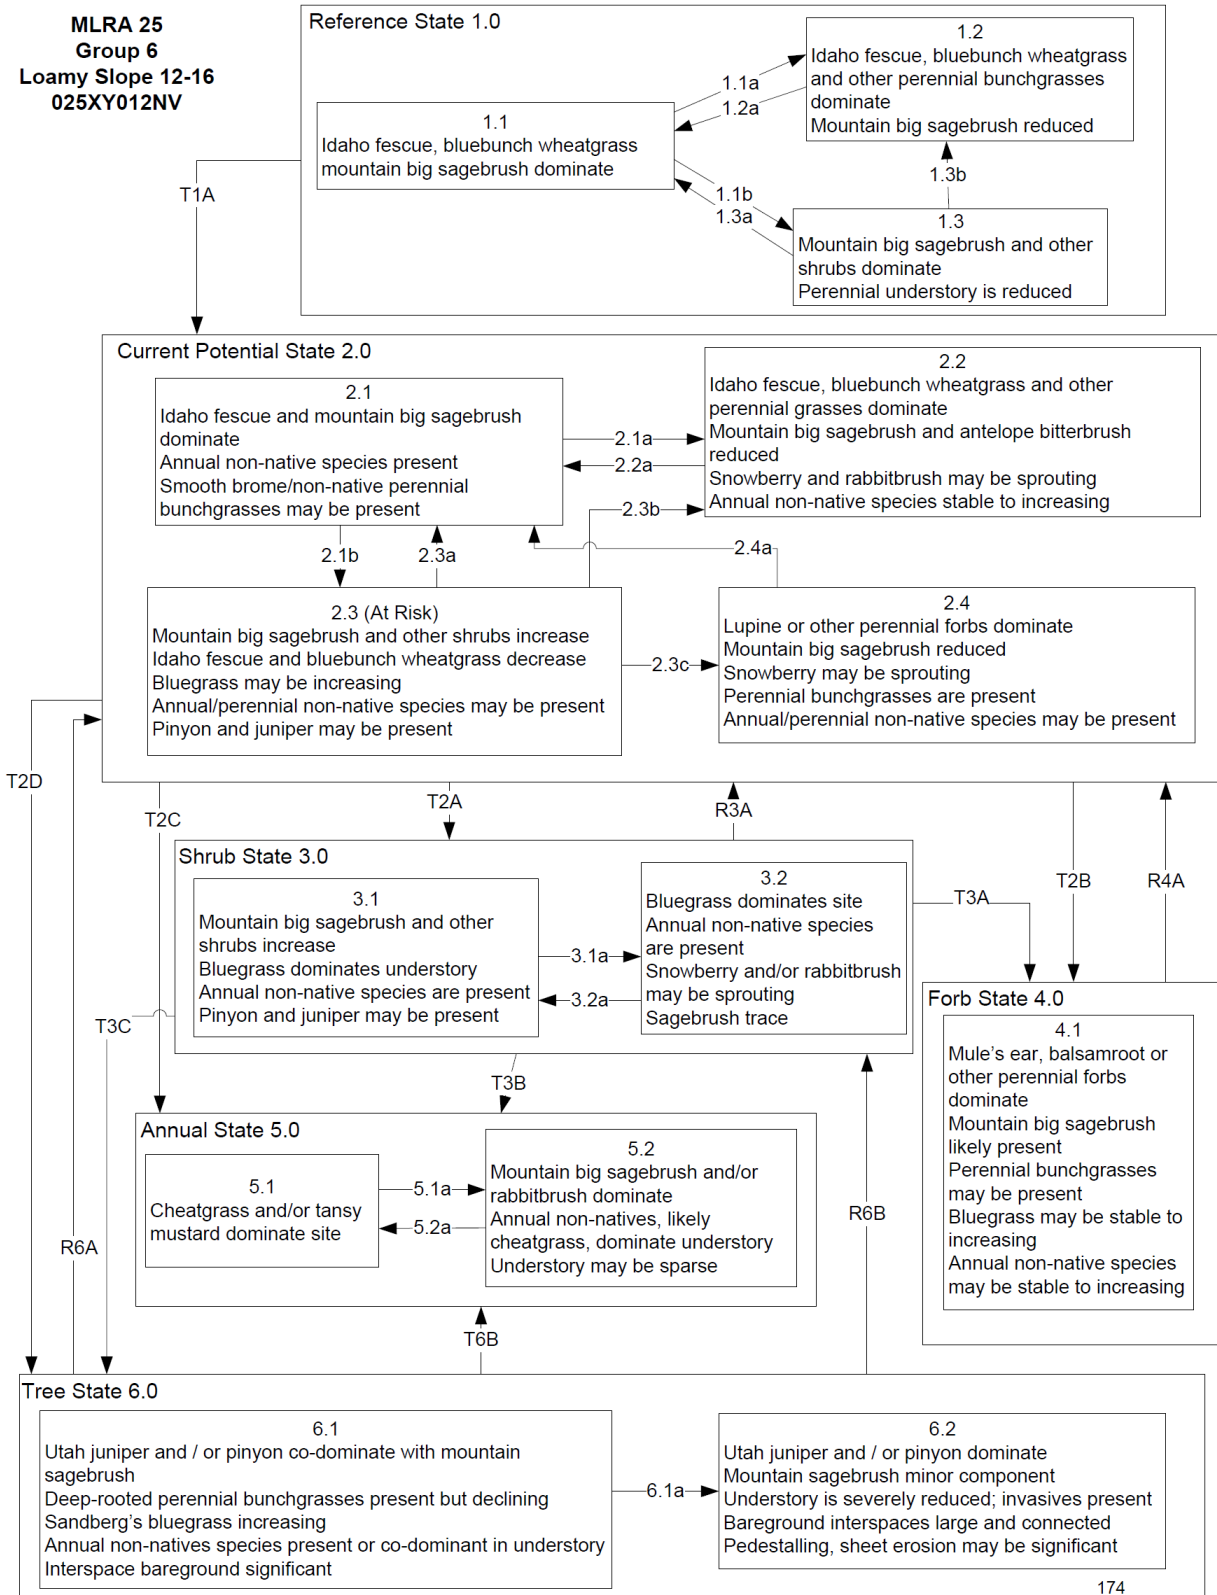 MLRA 25
Group 6
Loamy Slope 12-16
025XY012NV
Reference State 1.0
1.1
Idaho fescue, bluebunch wheatgrass
mountain big sagebrush dominate
1.1a
1.2a
1.2
Idaho fescue, bluebunch wheatgrass
and other perennial bunchgrasses
dominate
Mountain big sagebrush reduced
1.3b
1.1b
1.3a
1.3
Mountain big sagebrush and other
shrubs dominate
Perennial understory is reduced
T1A
Current Potential State 2.0
2.1
Idaho fescue and mountain big sagebrush
dominate
Annual non-native species present
Smooth brome/non-native perennial
bunchgrasses may be present
2.1a
2.2a
2.2
Idaho fescue, bluebunch wheatgrass and other
perennial grasses dominate
Mountain big sagebrush and antelope bitterbrush
reduced
Snowberry and rabbitbrush may be sprouting
Annual non-native species stable to increasing
2.3b
2.1b
2.3a
2.4a
2.3 (At Risk)
Mountain big sagebrush and other shrubs increase
Idaho fescue and bluebunch wheatgrass decrease
Bluegrass may be increasing
Annual/perennial non-native species may be present
Pinyon and juniper may be present
2.3c
2.4
Lupine or other perennial forbs dominate
Mountain big sagebrush reduced
Snowberry may be sprouting
Perennial bunchgrasses are present
Annual/perennial non-native species may be present
T2D
T2C
T2A
R3A
T2B
R4A
Shrub State 3.0
3.1
Mountain big sagebrush and other
shrubs increase
Bluegrass dominates understory
Annual non-native species are present
Pinyon and juniper may be present
3.1a
3.2a
3.2
Bluegrass dominates site
Annual non-native species
are present
Snowberry and/or rabbitbrush
may be sprouting
Sagebrush trace
T3A
T3C
T3B
Forb State 4.0
4.1
Mule's ear, balsamroot or
other perennial forbs
dominate
Mountain big sagebrush
likely present
Perennial bunchgrasses
may be present
Bluegrass may be stable to
increasing
Annual non-native species
may be stable to increasing
Annual State 5.0
5.1
Cheatgrass and/or tansy
mustard dominate site
5.1a
5.2a
5.2
Mountain big sagebrush and/or
rabbitbrush dominate
Annual non-natives, likely
cheatgrass, dominate understory
Understory may be sparse
R6A
R6B
T6B
Tree State 6.0
6.1
Utah juniper and / or pinyon co-dominate with mountain
sagebrush
Deep-rooted perennial bunchgrasses present but declining
Sandberg's bluegrass increasing
Annual non-natives species present or co-dominant in understory
Interspace bareground significant
6.1a
6.2
Utah juniper and / or pinyon dominate
Mountain sagebrush minor component
Understory is severely reduced; invasives present
Bareground interspaces large and connected
Pedestalling, sheet erosion may be significant
174